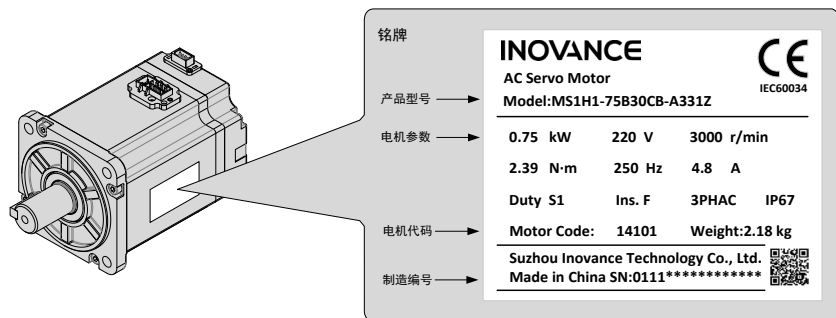 铭牌
INOVANCE
CE
IEC60034
AC Servo Motor
产品型号
Model:MS1H1-75B30CB-A331Z
电机参数
0.75 kW 220 V 3000 r/min
2.39 N·m 250 Hz 4.8 A
Duty S1 Ins. F 3PHAC IP67
电机代码
Motor Code: 14101 Weight:2.18 kg
Suzhou Inovance Technology Co., Ltd.
制造编号
Made in China SN:0111************